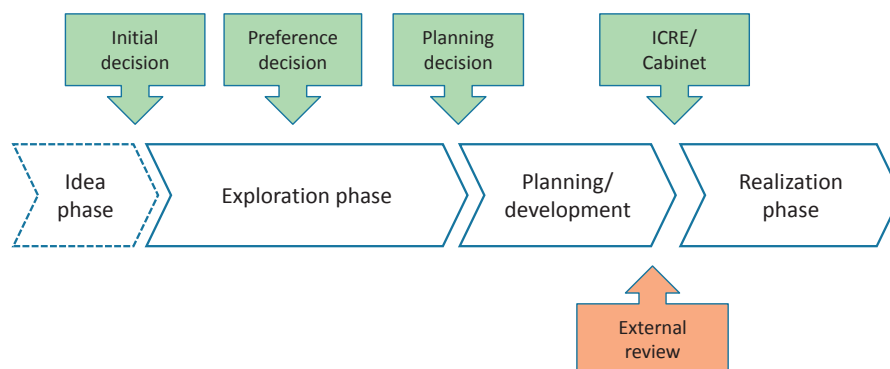 Initial
decision
Preference
decision
Planning
decision
ICRE/
Cabinet
Idea
phase
Exploration phase
Planning/
development
Realization
phase
External
review